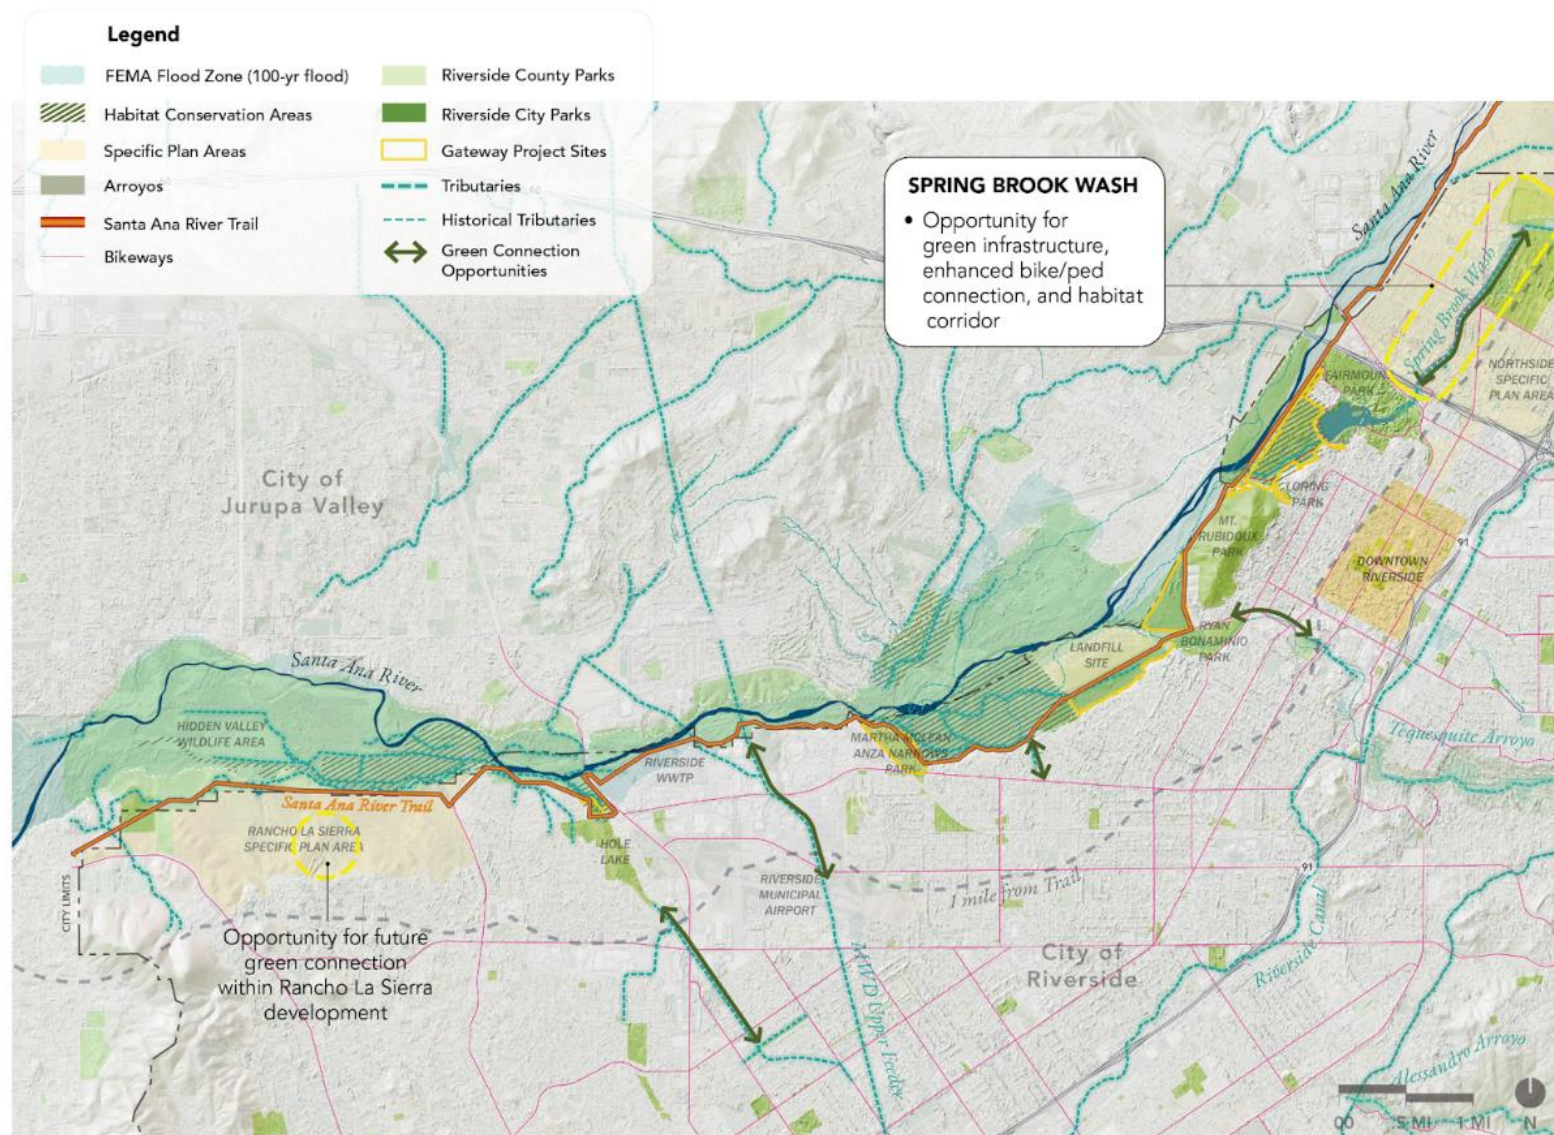 Legend
FEMA Flood Zone (100-yr flood)
Habitat Conservation Areas
Specific Plan Areas
Arroyos
Santa Ana River Trail
Bikeways
Riverside County Parks
Riverside City Parks
Gateway Project Sites
Tributaries
Historical Tributaries
Green Connection
Opportunities
60
60
SPRING BROOK WASH
• Opportunity for
green infrastructure,
enhanced bike/ped
connection, and habitat
corridor
Santa Ana River
Spring Brook Wash
NORTHSIDE
SPECIFIC
PLAN AREA
FAIRMOUNT
PARK
LORING
PARK
MT.
RUBIDOUX
PARK
DOWNTOWN
RIVERSIDE
91
City of
Jurupa Valley
RYAN
BONAMINIO
PARK
LANDFILL
SITE
Santa Ana River
HIDDEN VALLEY
WILDLIFE AREA
RIVERSIDE
WWTP
MARTHA MCLEAN
ANZA NARROWS
PARK
Tequesquite Arroyo
Santa Ana River Trail
RANCHO LA SIERRA
SPECIFIC PLAN AREA
HOLE
LAKE
RIVERSIDE
MUNICIPAL
AIRPORT
1 mile from Trail
91
CITY LIMITS
Opportunity for future
green connection
within Rancho La Sierra
development
City of
Riverside
Riverside Canal
MWD Upper Feeder
Alessandro Arroyo
00 .5 MI 1 MI N